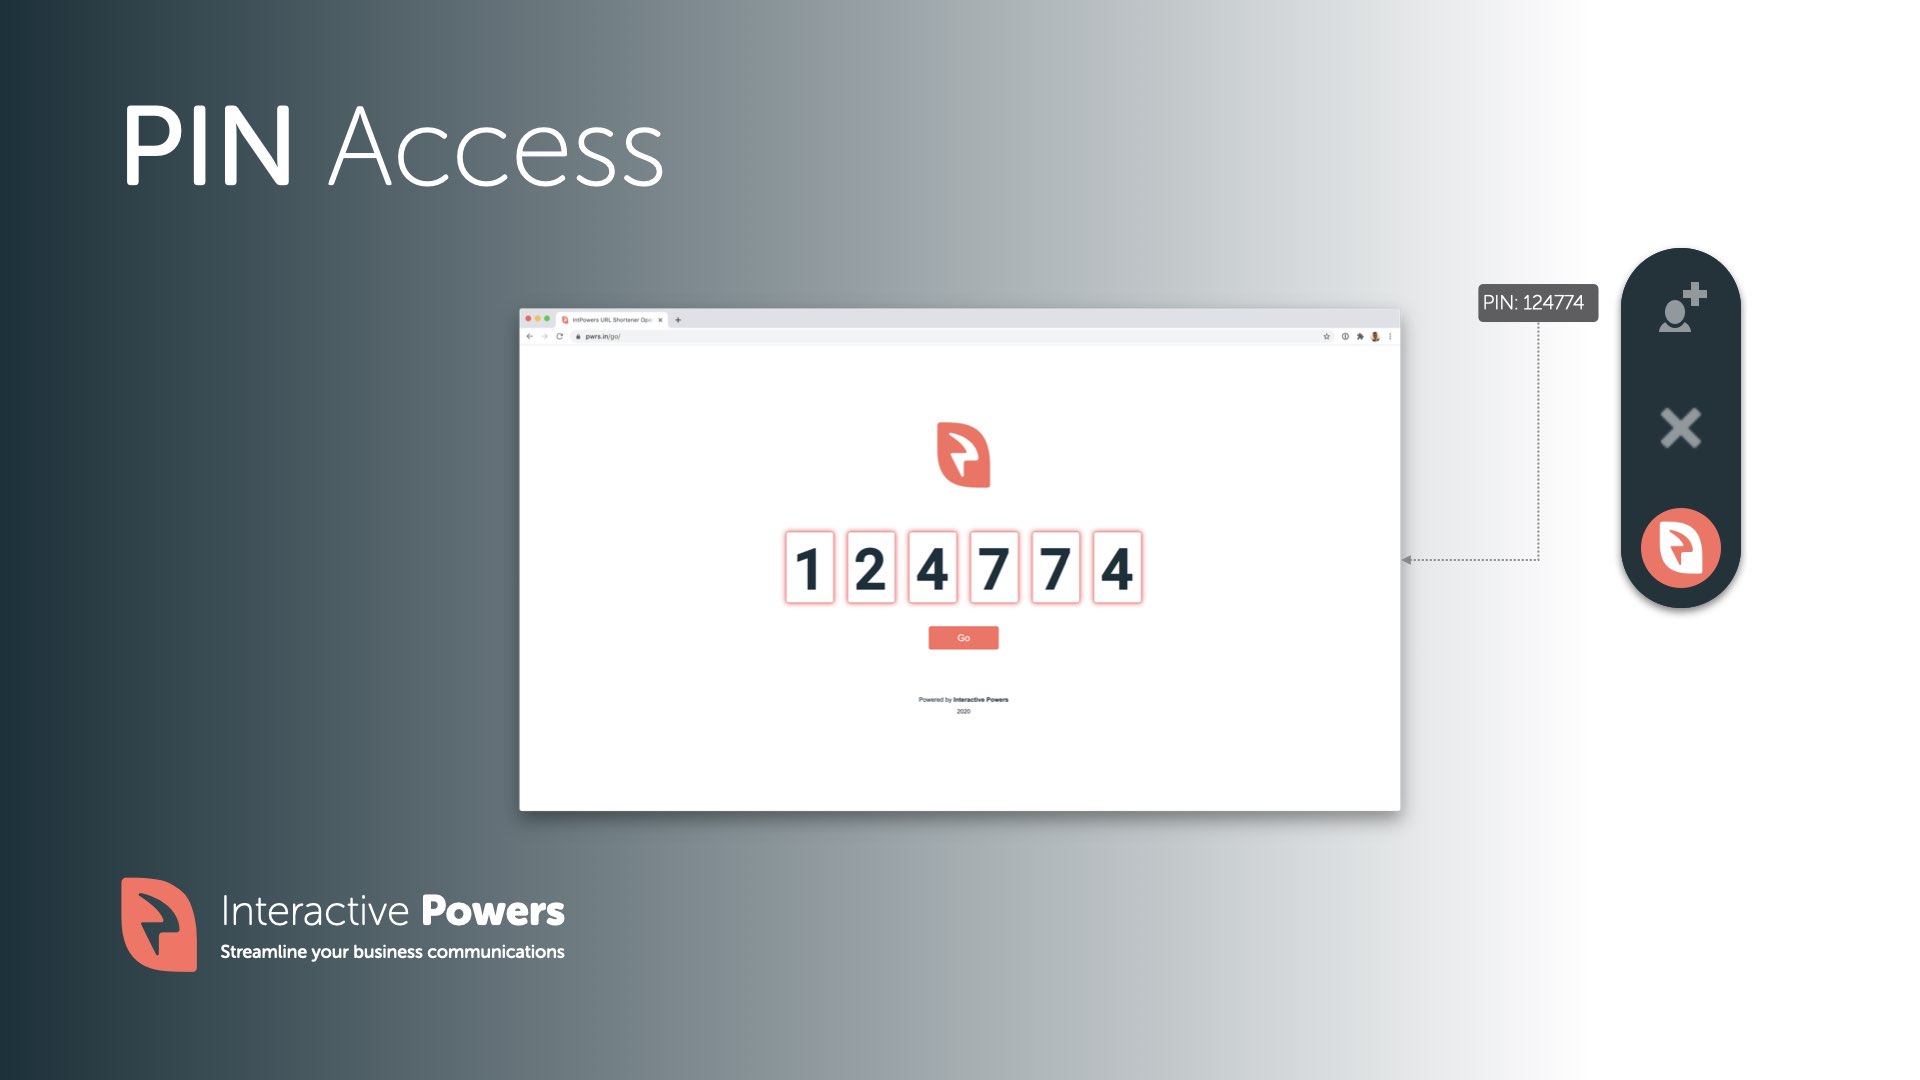 PIN Access
PIN: 124774
IntPowers URL Shortener Ope
pwrs.in/go/
1 2 4 7 7 4
Go
Powered by Interactive Powers
2020
Interactive Powers
Streamline your business communications